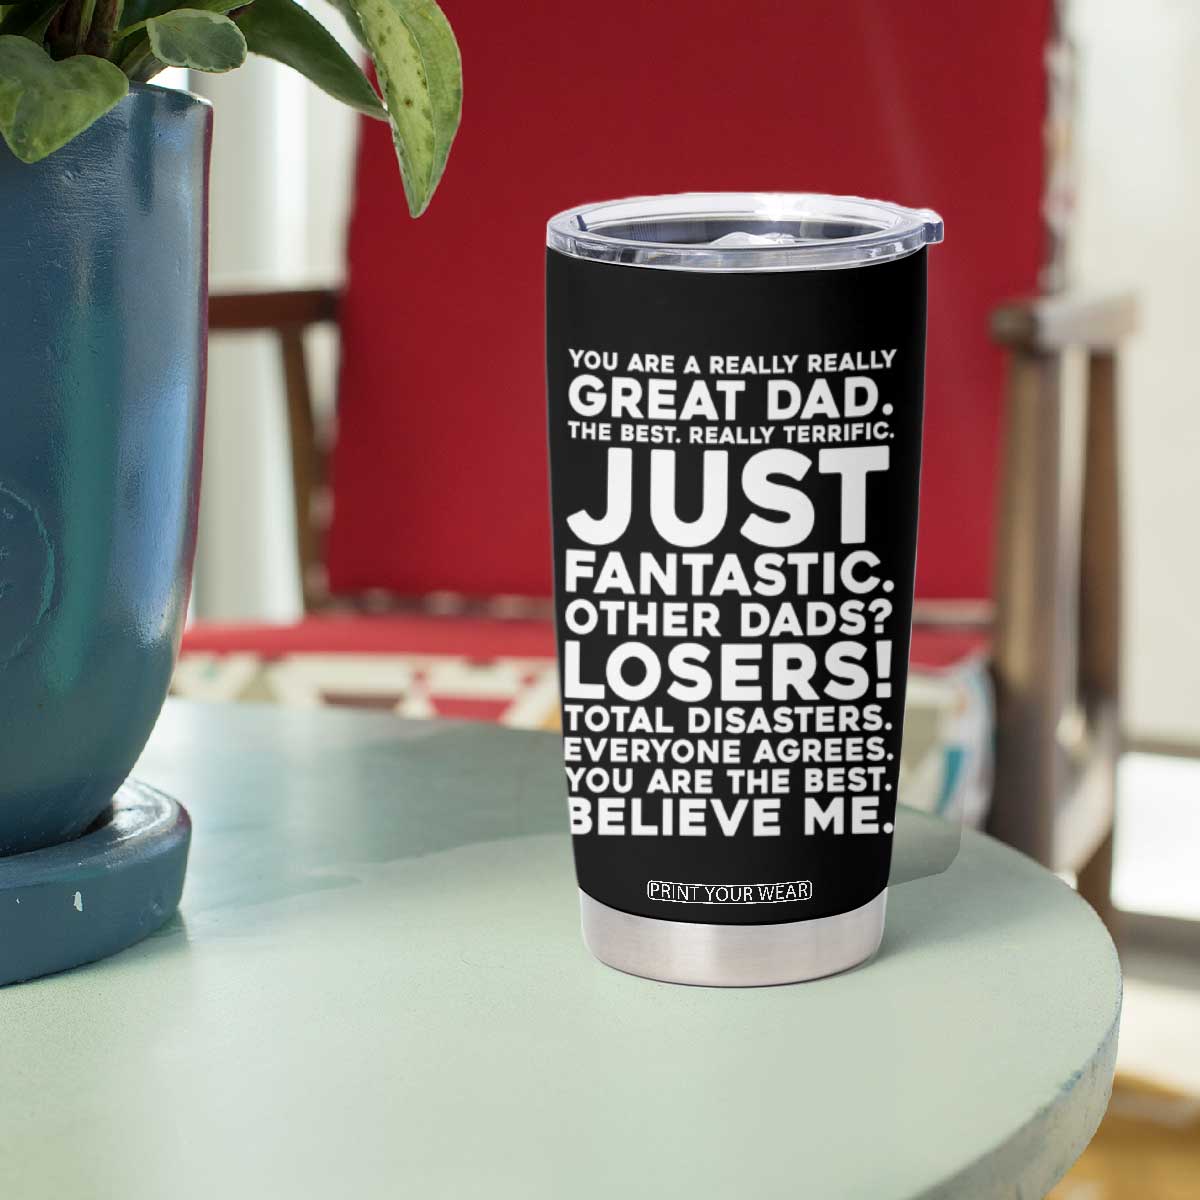 YOU ARE A REALLY REALLY
GREAT DAD.
THE BEST. REALLY TERRIFIC.
JUST
FANTASTIC.
OTHER DADS?
LOSERS!
TOTAL DISASTERS.
EVERYONE AGREES.
YOU ARE THE BEST.
BELIEVE ME.
PRINT YOUR WEAR